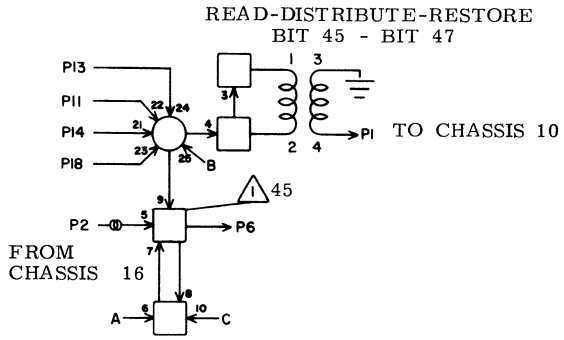 READ-DISTRIBUTE-RESTORE
BIT 45 - BIT 47
P13
1 3
P11
22 24
3
P14 21
4
P1 TO CHASSIS 10
P18 23
25
B
2 4
1 45
9
P2 5
P6
FROM
CHASSIS 16
7
8
A 6
10 C